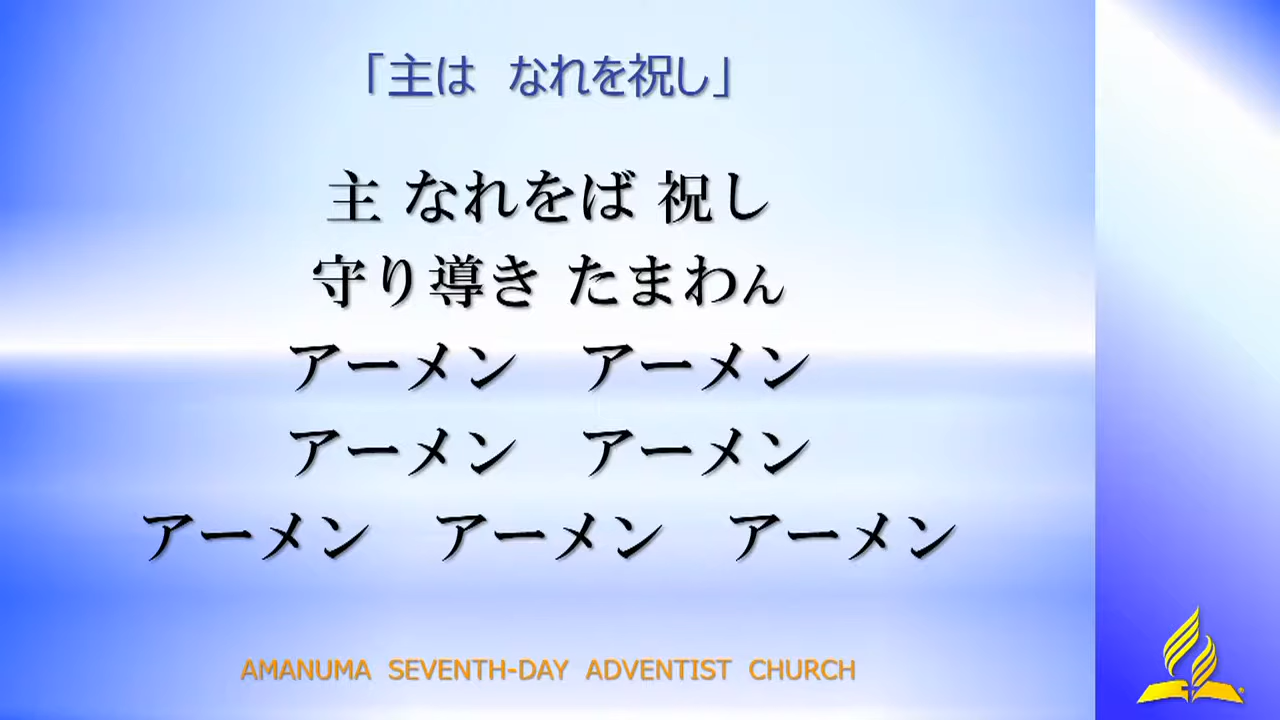 「主は なれを祝し」
主 なれをば 祝し
守り導き たまわん
アーメン アーメン
アーメン アーメン
アーメン アーメン アーメン
AMANUMA SEVENTH-DAY ADVENTIST CHURCH